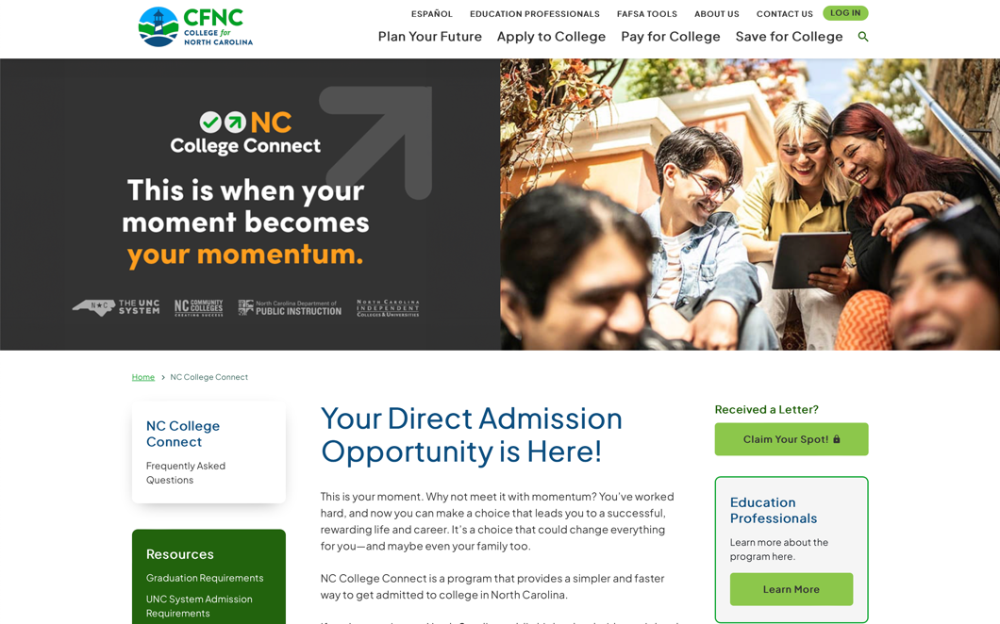 CFNC
COLLEGE for
NORTH CAROLINA
ESPAÑOL EDUCATION PROFESSIONALS FAFSA TOOLS ABOUT US CONTACT US LOG IN
Plan Your Future Apply to College Pay for College Save for College
NC
College Connect
This is when your
moment becomes
your momentum.
N★C THE UNC
SYSTEM
NC COMMUNITY
COLLEGES
CREATING SUCCESS
North Carolina Department of
PUBLIC INSTRUCTION
NORTH CAROLINA
INDEPENDENT
COLLEGES & UNIVERSITIES
Home > NC College Connect
NC College
Connect
Frequently Asked
Questions
Resources
Graduation Requirements
UNC System Admission
Requirements
Your Direct Admission
Opportunity is Here!
This is your moment. Why not meet it with momentum? You've worked
hard, and now you can make a choice that leads you to a successful,
rewarding life and career. It's a choice that could change everything
for you—and maybe even your family too.
NC College Connect is a program that provides a simpler and faster
way to get admitted to college in North Carolina.
Received a Letter?
Claim Your Spot!
Education
Professionals
Learn more about the
program here.
Learn More